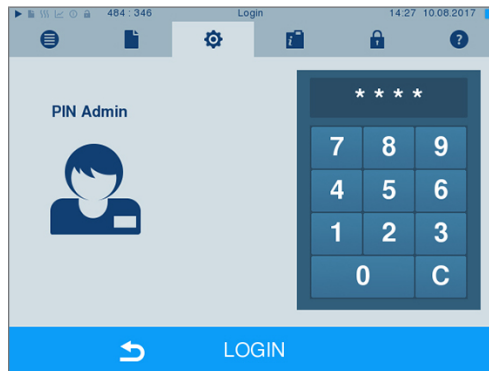 484 : 346 Login 14:27 10.08.2017
i ?
PIN Admin
* * * *
7 8 9
4 5 6
1 2 3
0 C
LOGIN